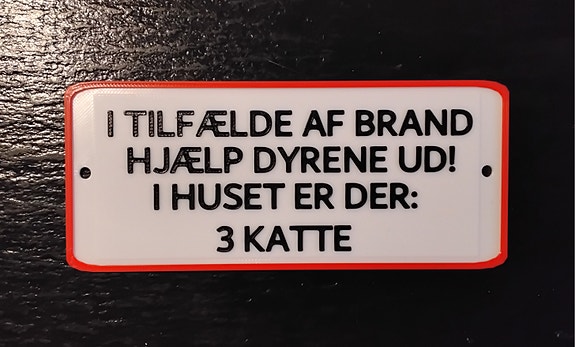 I TILFÆLDE AF BRAND
HJÆLP DYRENE UD!
I HUSET ER DER:
3 KATTE